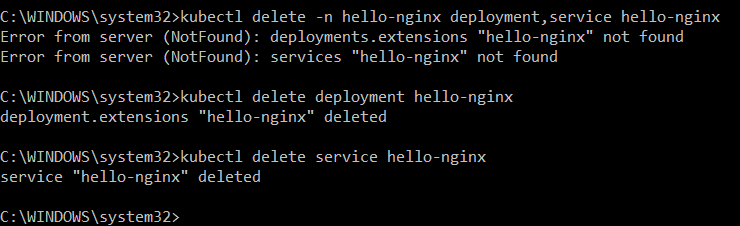 C:\WINDOWS\system32>kubectl delete -n hello-nginx deployment,service hello-nginx
Error from server (NotFound): deployments.extensions "hello-nginx" not found
Error from server (NotFound): services "hello-nginx" not found
C:\WINDOWS\system32>kubectl delete deployment hello-nginx
deployment.extensions "hello-nginx" deleted
C:\WINDOWS\system32>kubectl delete service hello-nginx
service "hello-nginx" deleted
C:\WINDOWS\system32>